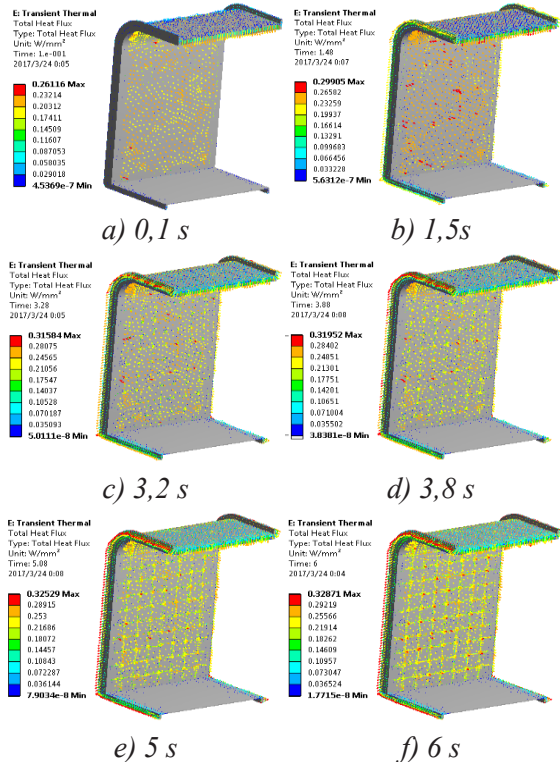 E: Transient Thermal
Total Heat Flux
Type: Total Heat Flux
Unit: W/mm²
Time: 1.e-001
2017/3/24 0:05
0.26116 Max
0.23214
0.20312
0.17411
0.14509
0.11607
0.087053
0.058035
0.029018
4.5369e-7 Min
a) 0,1 s
E: Transient Thermal
Total Heat Flux
Type: Total Heat Flux
Unit: W/mm²
Time: 1.48
2017/3/24 0:07
0.29905 Max
0.26582
0.23259
0.19937
0.16614
0.13291
0.099683
0.066456
0.033228
5.6312e-7 Min
b) 1,5s
E: Transient Thermal
Total Heat Flux
Type: Total Heat Flux
Unit: W/mm²
Time: 3.28
2017/3/24 0:05
0.31584 Max
0.28075
0.24565
0.21056
0.17547
0.14037
0.10528
0.070187
0.035093
5.0111e-8 Min
c) 3,2 s
E: Transient Thermal
Total Heat Flux
Type: Total Heat Flux
Unit: W/mm²
Time: 3.88
2017/3/24 0:08
0.31952 Max
0.28402
0.24851
0.21301
0.17751
0.14201
0.10651
0.071004
0.035502
3.8381e-8 Min
d) 3,8 s
E: Transient Thermal
Total Heat Flux
Type: Total Heat Flux
Unit: W/mm²
Time: 5.08
2017/3/24 0:08
0.32529 Max
0.28915
0.253
0.21686
0.18072
0.14457
0.10843
0.072287
0.036144
7.9034e-8 Min
e) 5 s
E: Transient Thermal
Total Heat Flux
Type: Total Heat Flux
Unit: W/mm²
Time: 6
2017/3/24 0:04
0.32871 Max
0.29219
0.25566
0.21914
0.18262
0.14609
0.10957
0.073047
0.036524
1.7715e-8 Min
f) 6 s